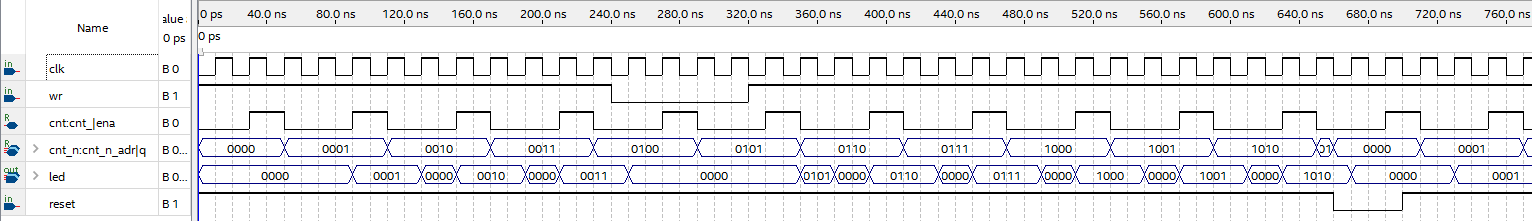 Name
alue
0 ps
0 ps 40.0 ns 80.0 ns 120.0 ns 160.0 ns 200.0 ns 240.0 ns 280.0 ns 320.0 ns 360.0 ns 400.0 ns 440.0 ns 480.0 ns 520.0 ns 560.0 ns 600.0 ns 640.0 ns 680.0 ns 720.0 ns 760.0 ns
0 ps
in clk B 0
in wr B 1
R cnt:cnt_|ena B 0
R > cnt_n:cnt_n_adr|q B 0... 0000 0001 0010 0011 0100 0101 0110 0111 1000 1001 1010 0000 0001
out > led B 0... 0000 0001 0000 0010 0000 0011 0000 0101 0000 0110 0000 0111 0000 1000 0000 1001 0000 1010 0000 0001
in reset B 1